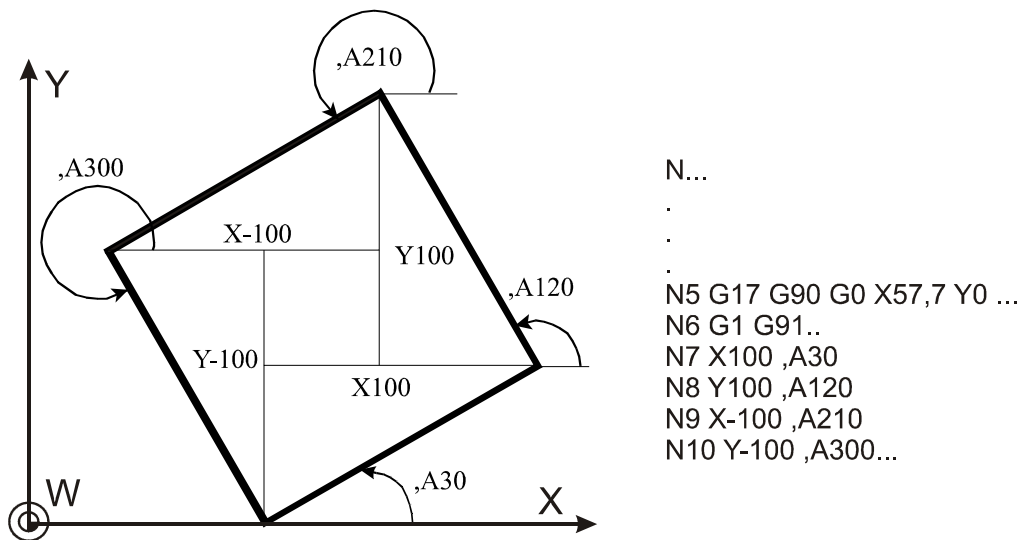 ,A210
Y
,A300
X-100
Y100
,A120
Y-100
X100
,A30
W
X
N...
.
.
.
N5 G17 G90 G0 X57,7 Y0 ...
N6 G1 G91..
N7 X100 ,A30
N8 Y100 ,A120
N9 X-100 ,A210
N10 Y-100 ,A300...